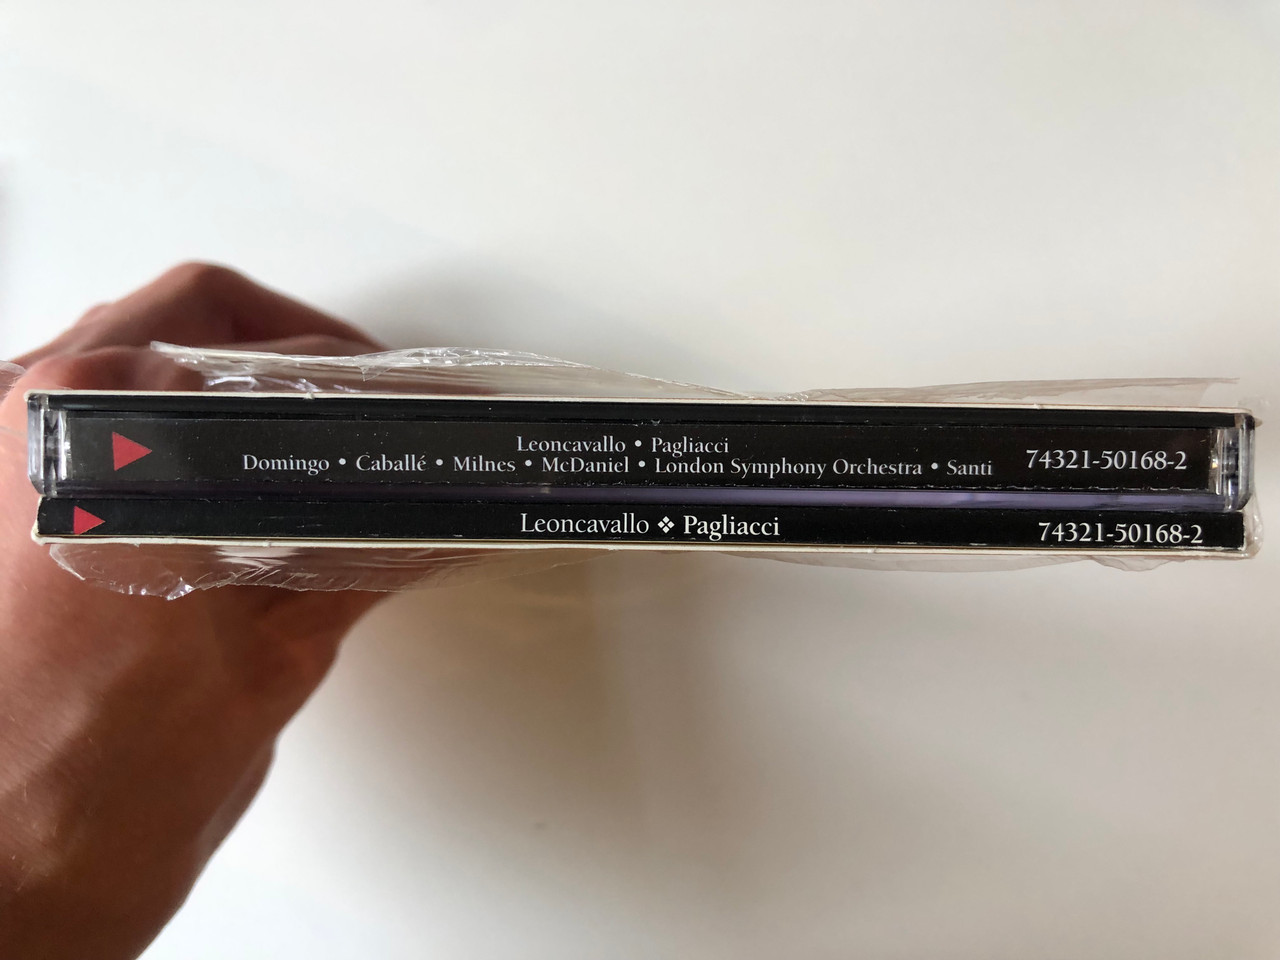 Leoncavallo • Pagliacci
Domingo • Caballé • Milnes • McDaniel • London Symphony Orchestra • Santi
74321-50168-2
Leoncavallo ❖ Pagliacci
74321-50168-2